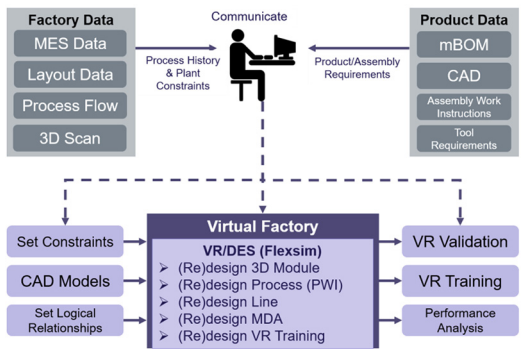 Factory Data
MES Data
Layout Data
Process Flow
3D Scan
Communicate
Process History
& Plant
Constraints
Product/Assembly
Requirements
Product Data
mBOM
CAD
Assembly Work
Instructions
Tool
Requirements
Set Constraints
CAD Models
Set Logical
Relationships
Virtual Factory
VR/DES (Flexsim)
➢ (Re)design 3D Module
➢ (Re)design Process (PWI)
➢ (Re)design Line
➢ (Re)design MDA
➢ (Re)design VR Training
VR Validation
VR Training
Performance
Analysis